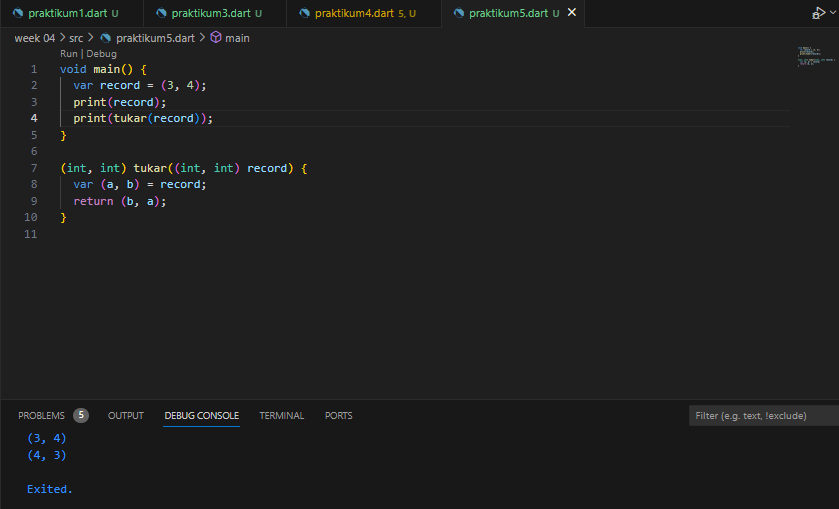 praktikum1.dart U praktikum3.dart U praktikum4.dart 5, U praktikum5.dart U
week 04 > src > praktikum5.dart > main
Run | Debug
1 void main() {
2 var record = (3, 4);
3 print(record);
4 print(tukar(record));
5 }
6
7 (int, int) tukar((int, int) record) {
8 var (a, b) = record;
9 return (b, a);
10 }
11
PROBLEMS 5 OUTPUT DEBUG CONSOLE TERMINAL PORTS Filter (e.g. text, !exclude)
(3, 4)
(4, 3)
Exited.